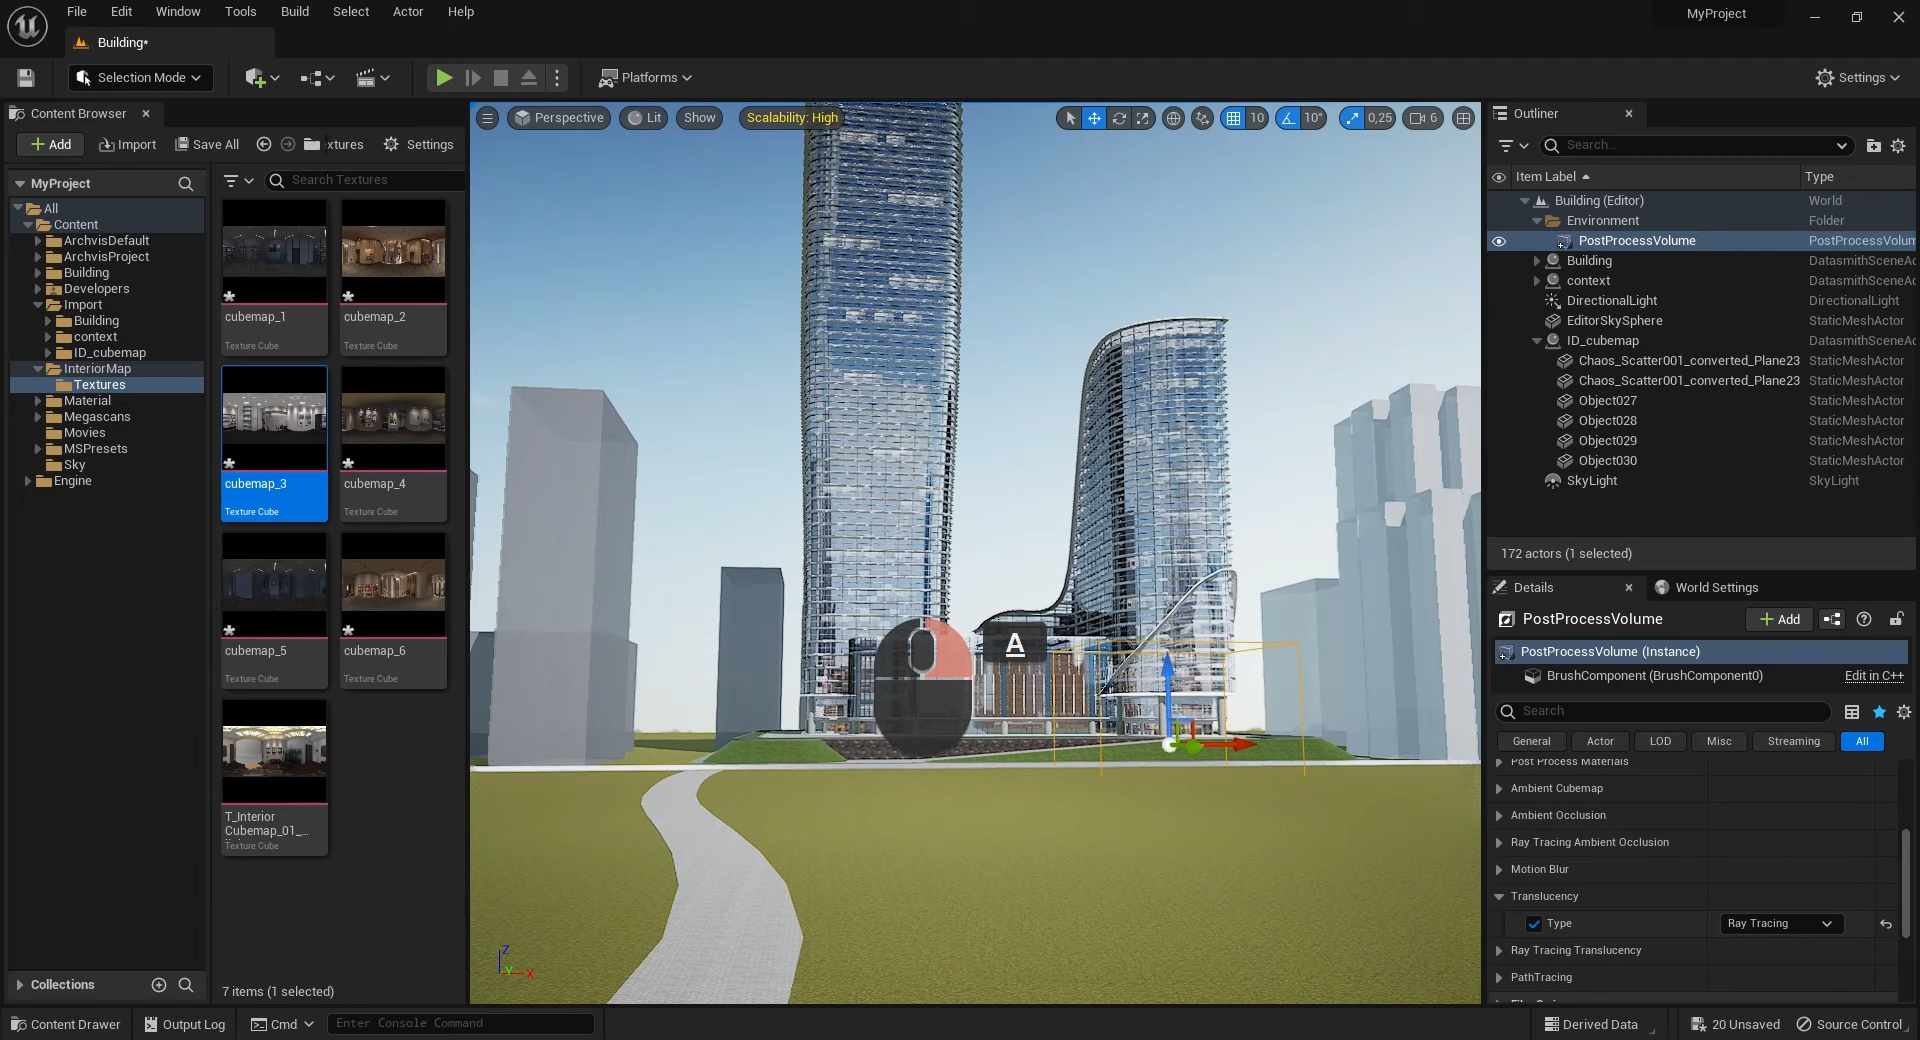 File Edit Window Tools Build Select Actor Help
MyProject
Building*
Selection Mode
Platforms
Settings
Content Browser
Add Import Save All xtures Settings
MyProject
All
Content
ArchvisDefault
ArchvisProject
Building
Developers
Import
Building
context
ID_cubemap
InteriorMap
Textures
Material
Megascans
Movies
MSPresets
Sky
Engine
Collections
Search Textures
cubemap_1
Texture Cube
cubemap_2
Texture Cube
cubemap_3
Texture Cube
cubemap_4
Texture Cube
cubemap_5
Texture Cube
cubemap_6
Texture Cube
T_Interior
Cubemap_01_...
Texture Cube
7 items (1 selected)
Perspective Lit Show Scalability: High
10 10° 0,25 6
A
Z
Y X
Outliner
Search...
Item Label Type
Building (Editor) World
Environment Folder
PostProcessVolume PostProcessVolum
Building DatasmithSceneAc
context DatasmithSceneAc
DirectionalLight DirectionalLight
EditorSkySphere StaticMeshActor
ID_cubemap DatasmithSceneAc
Chaos_Scatter001_converted_Plane23 StaticMeshActor
Chaos_Scatter001_converted_Plane23 StaticMeshActor
Object027 StaticMeshActor
Object028 StaticMeshActor
Object029 StaticMeshActor
Object030 StaticMeshActor
SkyLight SkyLight
172 actors (1 selected)
Details World Settings
PostProcessVolume Add
PostProcessVolume (Instance)
BrushComponent (BrushComponent0) Edit in C++
Search
General Actor LOD Misc Streaming All
Post Process Materials
Ambient Cubemap
Ambient Occlusion
Ray Tracing Ambient Occlusion
Motion Blur
Translucency
Type Ray Tracing
Ray Tracing Translucency
PathTracing
Content Drawer Output Log Cmd Enter Console Command
Derived Data 20 Unsaved Source Control